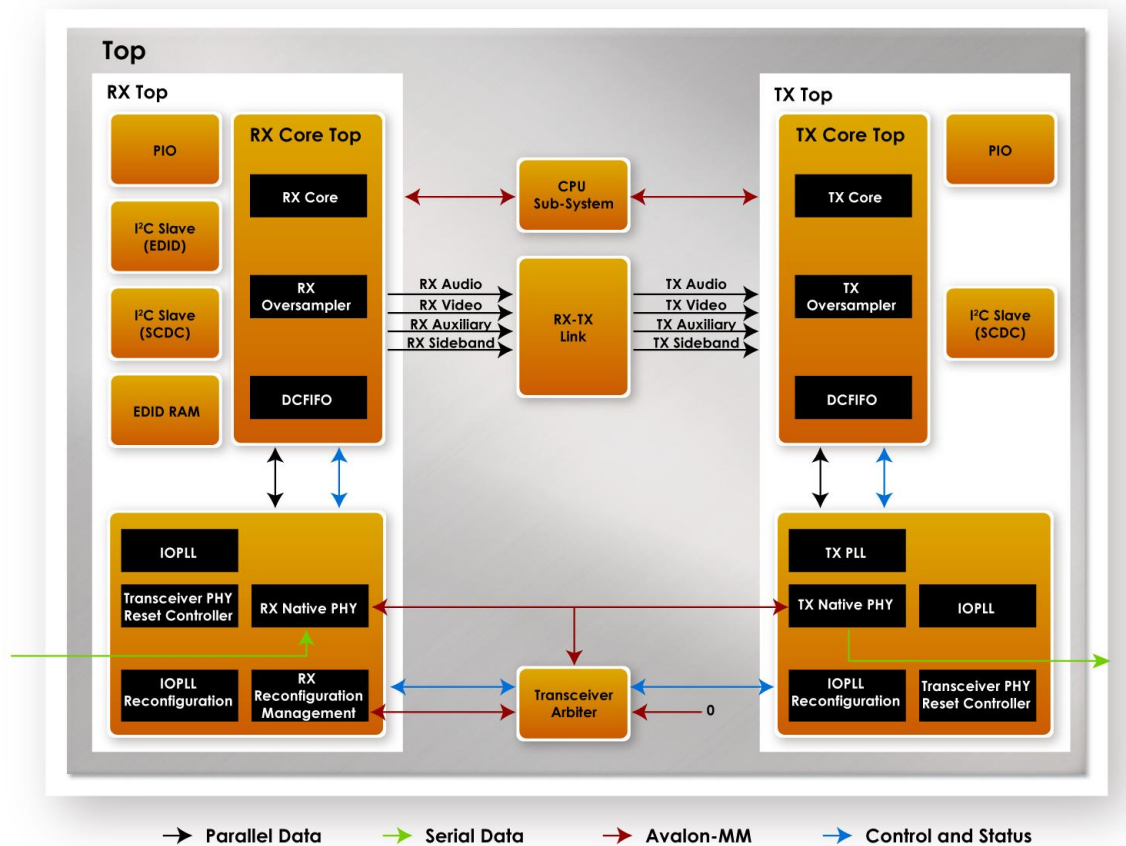 Top
RX Top
PIO
I²C Slave
(EDID)
I²C Slave
(SCDC)
EDID RAM
RX Core Top
RX Core
RX
Oversampler
DCFIFO
CPU
Sub-System
RX Audio
RX Video
RX Auxiliary
RX Sideband
RX-TX
Link
TX Audio
TX Video
TX Auxiliary
TX Sideband
TX Top
TX Core Top
TX Core
TX
Oversampler
DCFIFO
PIO
I²C Slave
(SCDC)
IOPLL
Transceiver PHY
Reset Controller
RX Native PHY
IOPLL
Reconfiguration
RX
Reconfiguration
Management
Transceiver
Arbiter
0
TX PLL
TX Native PHY
IOPLL
IOPLL
Reconfiguration
Transceiver PHY
Reset Controller
Parallel Data
Serial Data
Avalon-MM
Control and Status